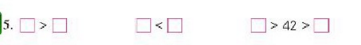 5. □ > □ □ < □ □ > 42 > □